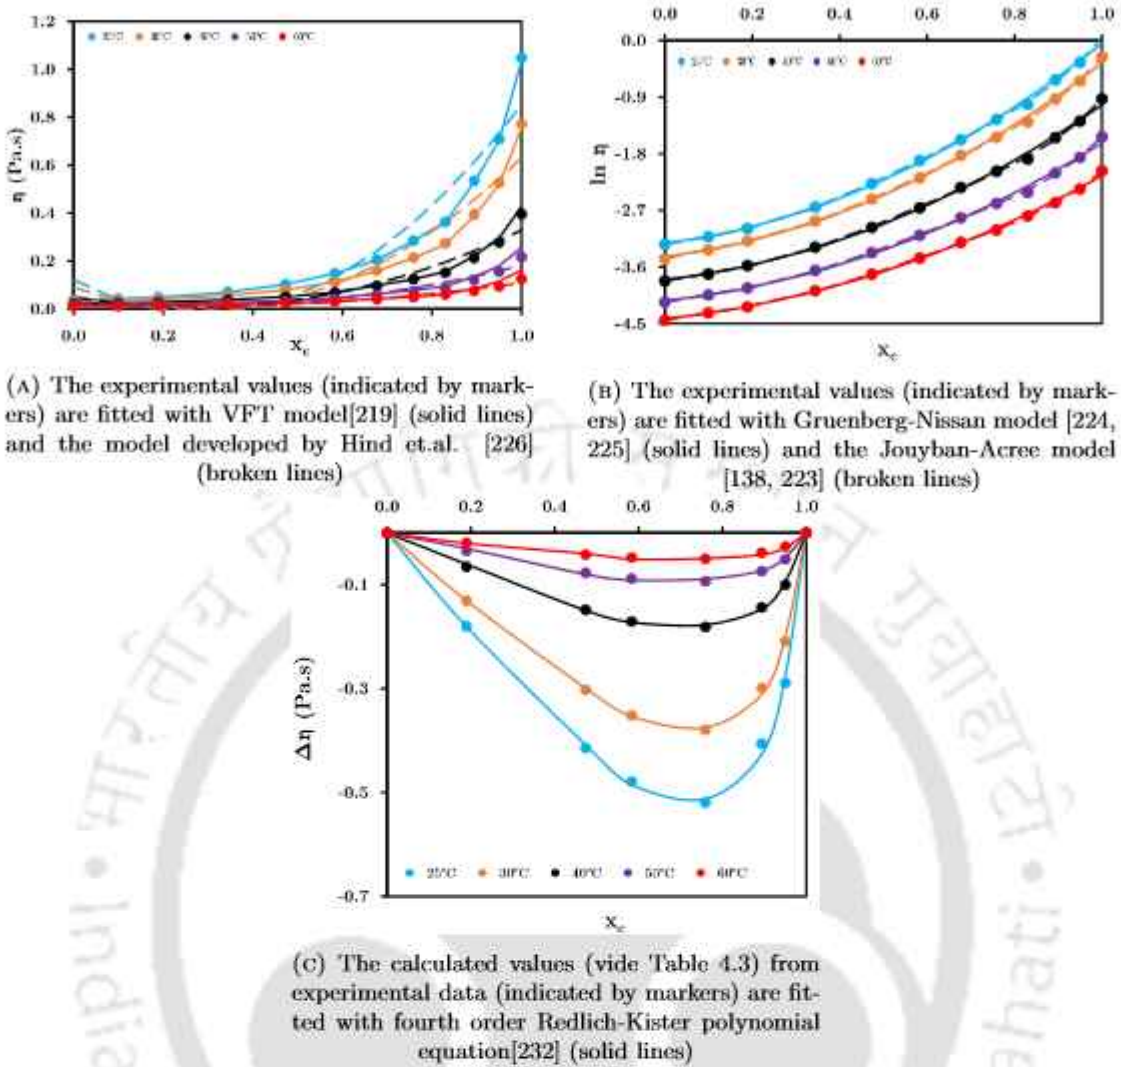 1.2
1.0
0.8
0.6
0.4
0.2
0.0
η (Pa.s)
0.0 0.2 0.4 0.6 0.8 1.0
x_c
0.0 0.2 0.4 0.6 0.8 1.0
0.0
-0.9
-1.8
-2.7
-3.6
-4.5
ln η
x_c
(A) The experimental values (indicated by mark-
ers) are fitted with VFT model[219] (solid lines)
and the model developed by Hind et.al. [226]
(broken lines)
(B) The experimental values (indicated by mark-
ers) are fitted with Gruenberg-Nissan model [224,
225] (solid lines) and the Jouyban-Acree model
[138, 223] (broken lines)
0.0 0.2 0.4 0.6 0.8 1.0
-0.1
-0.3
-0.5
-0.7
Δη (Pa.s)
25°C 30°C 40°C 55°C 60°C
x_c
(C) The calculated values (vide Table 4.3) from
experimental data (indicated by markers) are fit-
ted with fourth order Redlich-Kister polynomial
equation[232] (solid lines)